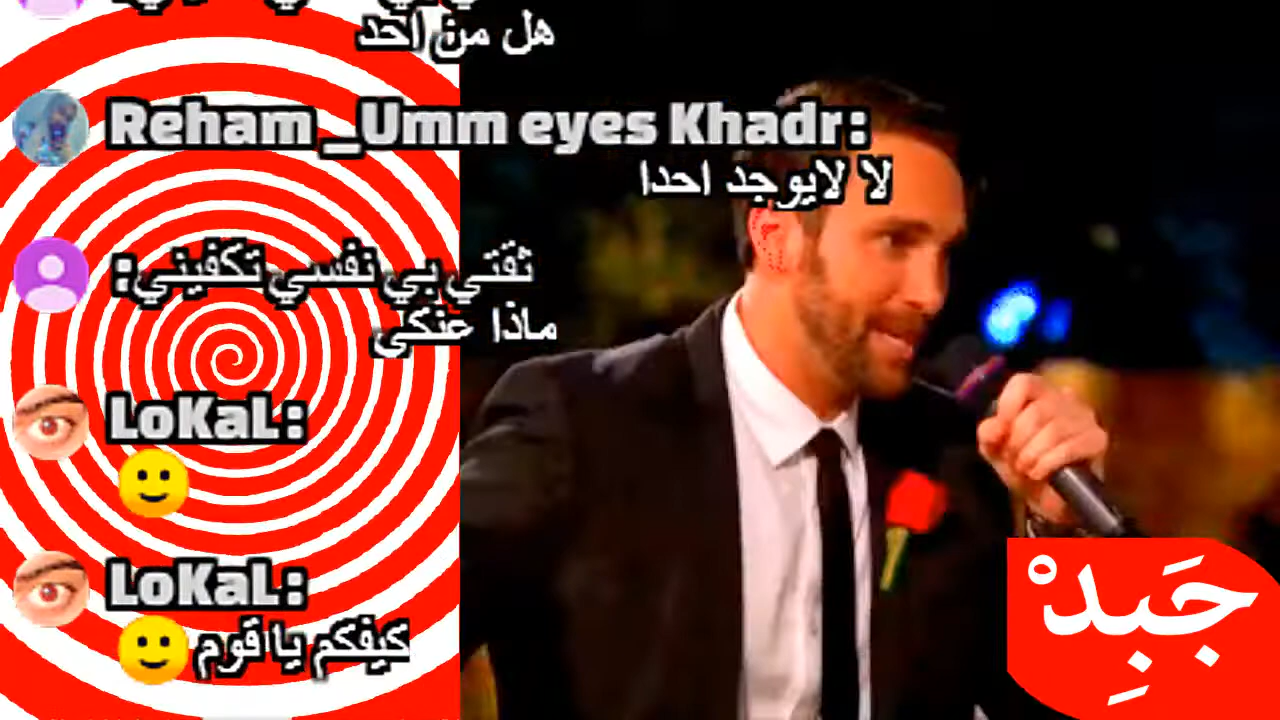 هل من احد
Reham _Umm eyes Khadr:
لا لايوجد احدا
ثقتي بي نفسي تكفيني:
ماذا عنكي
LoKaL:
LoKaL:
كيفكم يا قوم
جَبِدْ